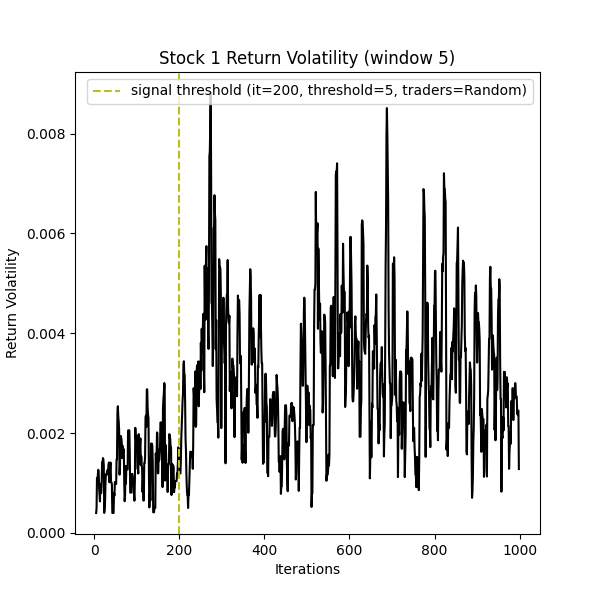 Stock 1 Return Volatility (window 5)
signal threshold (it=200, threshold=5, traders=Random)
0.008
0.006
0.004
0.002
0.000
Return Volatility
0 200 400 600 800 1000
Iterations